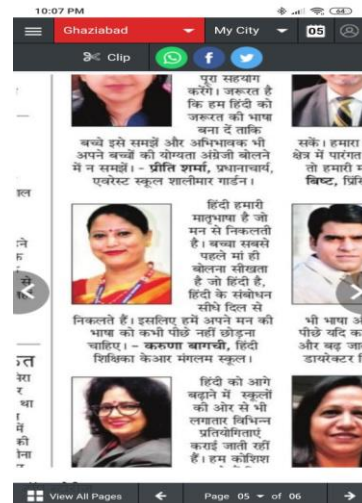 10:07 PM
64
Ghaziabad
My City
05
Clip
पूरा सहयोग
करेंगे। जरूरत है
कि हम हिंदी को
जरूरत की भाषा
बना दें ताकि
बच्चे इसे समझें और अभिभावक भी
अपने बच्चों की योग्यता अंग्रेजी बोलने
में न समझें। - प्रीति शर्मा, प्रधानाचार्य,
एवरेस्ट स्कूल शालीमार गार्डन।
हिंदी हमारी
मातृभाषा है जो
मन से निकलती
है। बच्चा सबसे
पहले मां ही
बोलना सीखता
है जो हिंदी है,
हिंदी के संबोधन
सीधे दिल से
निकलते हैं। इसलिए हमें अपने मन की
भाषा को कभी पीछे नहीं छोड़ना
चाहिए। - करुणा बागची, हिंदी
शिक्षिका केआर मंगलम स्कूल।
हिंदी को आगे
बढ़ाने में स्कूलों
की ओर से भी
लगातार विभिन्न
प्रतियोगिताएं
कराई जाती रहीं
हैं। हम कोशिश
सकें। हमारा
क्षेत्र में पारंगत
तो हमारी
बिष्ट,
भी भाषा
पीछे यदि
और बढ़
डायरेक्टर
View All Pages
Page 05 of 06